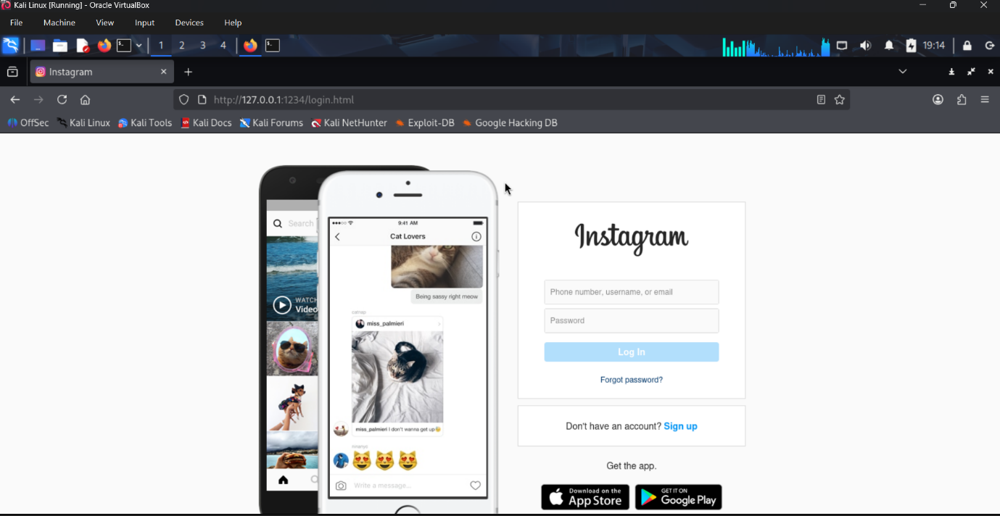 Kali Linux [Running] - Oracle VirtualBox
File Machine View Input Devices Help
1 2 3 4 19:14
Instagram
http://127.0.0.1:1234/login.html
OffSec Kali Linux Kali Tools Kali Docs Kali Forums Kali NetHunter Exploit-DB Google Hacking DB
Search
WATCH
Video
9:41 AM
Cat Lovers
Being sassy right meow
catnap
miss_palmieri
miss_palmieri I don't wanna get up😴
ninanyc
😻 😻 😻
Write a message...
Instagram
Phone number, username, or email
Password
Log In
Forgot password?
Don't have an account? Sign up
Get the app.
Download on the
App Store
GET IT ON
Google Play